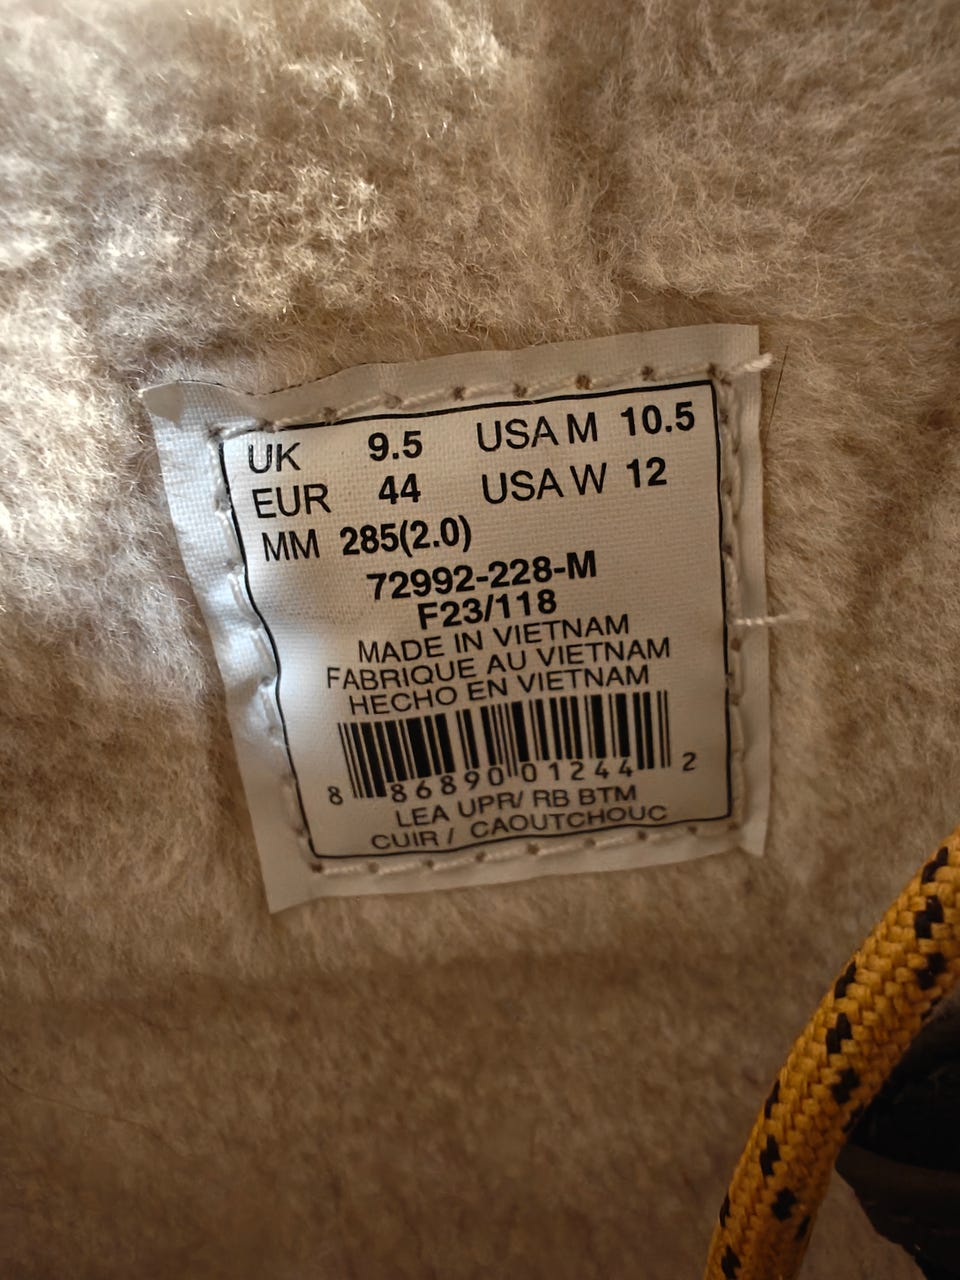 UK 9.5 USA M 10.5
EUR 44 USA W 12
MM 285(2.0)
72992-228-M
F23/118
MADE IN VIETNAM
FABRIQUE AU VIETNAM
HECHO EN VIETNAM
8 86890 01244 2
LEA UPR/ RB BTM
CUIR / CAOUTCHOUC